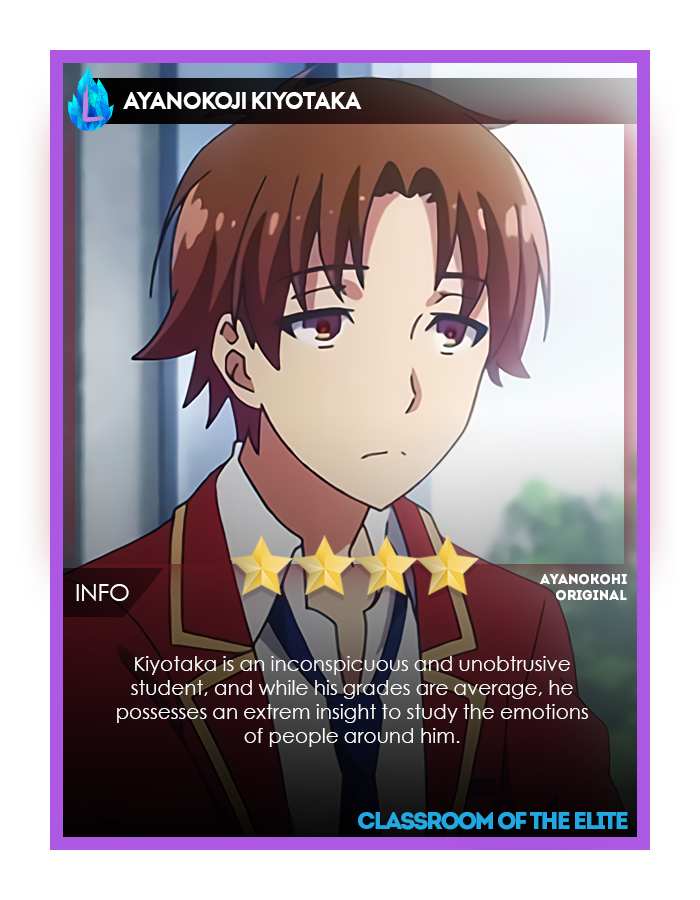 L
AYANOKOJI KIYOTAKA
INFO
AYANOKOHI
ORIGINAL
Kiyotaka is an inconspicuous and unobtrusive
student, and while his grades are average, he
possesses an extrem insight to study the emotions
of people around him.
CLASSROOM OF THE ELITE